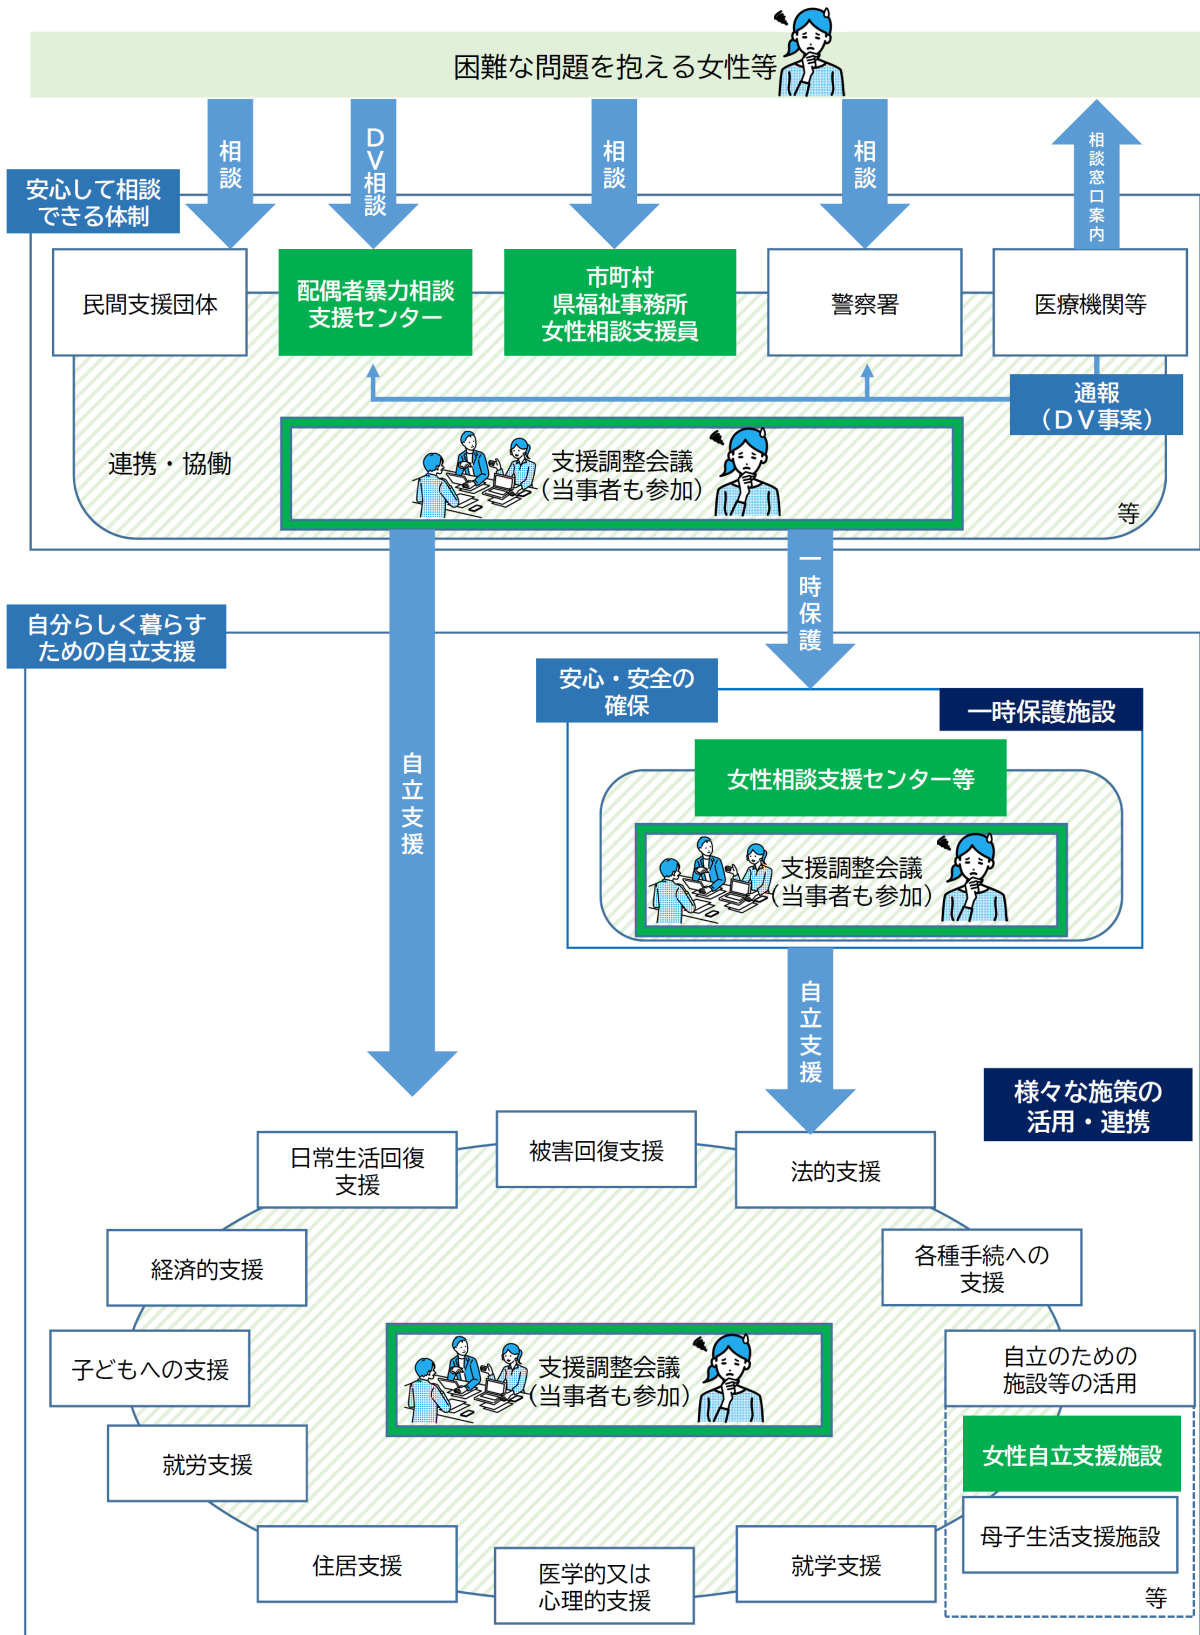 困難な問題を抱える女性等
相談
DV相談
相談
相談
相談窓口案内
安心して相談
できる体制
民間支援団体
配偶者暴力相談
支援センター
市町村
県福祉事務所
女性相談支援員
警察署
医療機関等
通報
（ＤＶ事案）
連携・協働
支援調整会議
（当事者も参加）
等
一時保護
自分らしく暮らす
ための自立支援
自立支援
安心・安全の
確保
一時保護施設
女性相談支援センター等
支援調整会議
（当事者も参加）
自立支援
様々な施策の
活用・連携
日常生活回復
支援
被害回復支援
法的支援
経済的支援
各種手続への
支援
子どもへの支援
支援調整会議
（当事者も参加）
自立のための
施設等の活用
就労支援
女性自立支援施設
母子生活支援施設
等
住居支援
医学的又は
心理的支援
就学支援